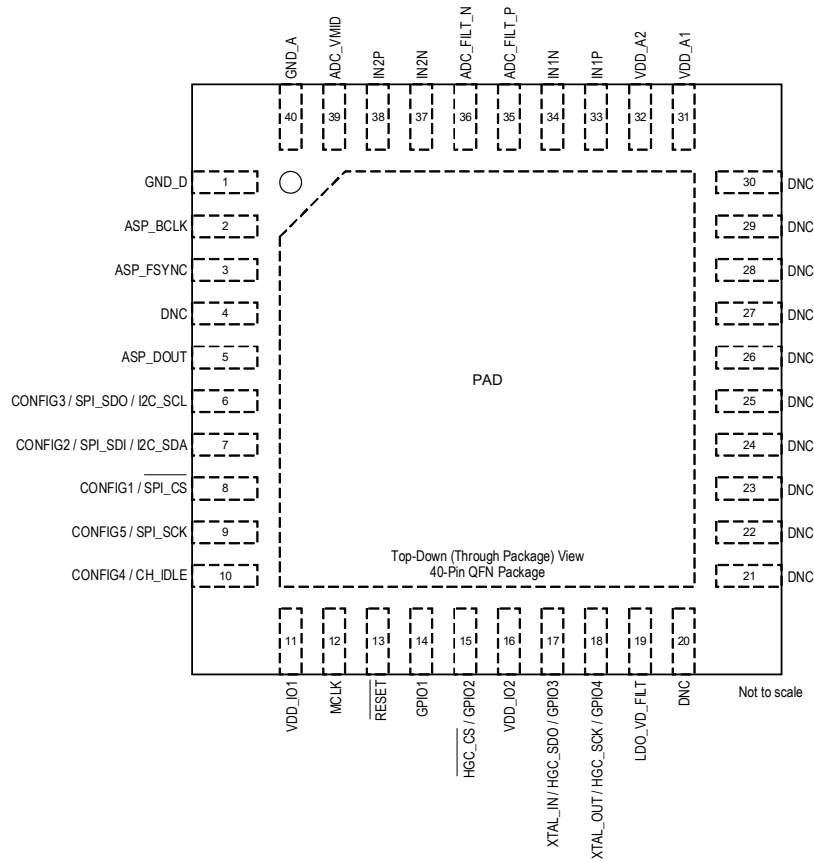 GND_A
ADC_VMID
IN2P
IN2N
ADC_FILT_N
ADC_FILT_P
IN1N
IN1P
VDD_A2
VDD_A1
40
39
38
37
36
35
34
33
32
31
GND_D 1
ASP_BCLK 2
ASP_FSYNC 3
DNC 4
ASP_DOUT 5
CONFIG3 / SPI_SDO / I2C_SCL 6
CONFIG2 / SPI_SDI / I2C_SDA 7
CONFIG1 / SPI_CS 8
CONFIG5 / SPI_SCK 9
CONFIG4 / CH_IDLE 10
30 DNC
29 DNC
28 DNC
27 DNC
26 DNC
25 DNC
24 DNC
23 DNC
22 DNC
21 DNC
PAD
Top-Down (Through Package) View
40-Pin QFN Package
11
12
13
14
15
16
17
18
19
20
VDD_IO1
MCLK
RESET
GPIO1
HGC_CS / GPIO2
VDD_IO2
XTAL_IN / HGC_SDO / GPIO3
XTAL_OUT / HGC_SCK / GPIO4
LDO_VD_FILT
DNC
Not to scale